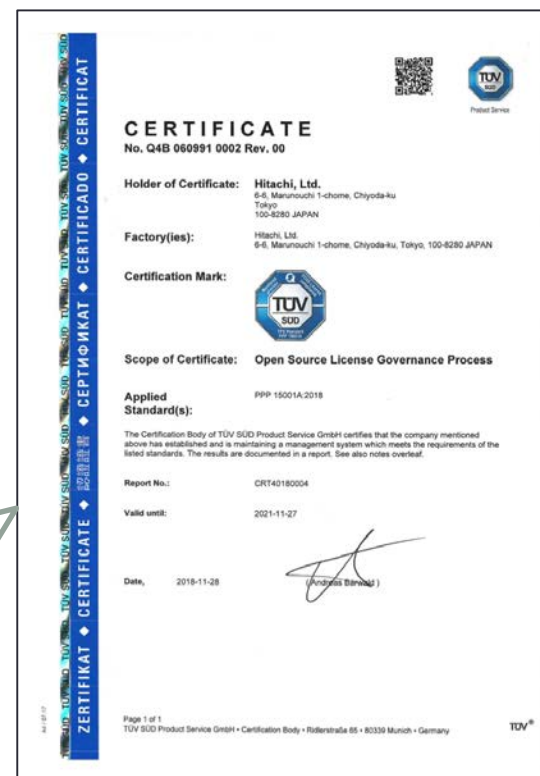 TÜV
SÜD
Product Service
CERTIFICATE
No. Q4B 060991 0002 Rev. 00
Holder of Certificate: Hitachi, Ltd.
6-6, Marunouchi 1-chome, Chiyoda-ku
Tokyo
100-8280 JAPAN
Factory(ies): Hitachi, Ltd.
6-6, Marunouchi 1-chome, Chiyoda-ku, Tokyo, 100-8280 JAPAN
Certification Mark:
TÜV
SÜD
Scope of Certificate: Open Source License Governance Process
Applied
Standard(s): PPP 15001A:2018
The Certification Body of TÜV SÜD Product Service GmbH certifies that the company mentioned
above has established and is maintaining a management system which meets the requirements of the
listed standards. The results are documented in a report. See also notes overleaf.
Report No.: CRT40180004
Valid until: 2021-11-27
Date, 2018-11-28
( Andreas Bärwald )
Page 1 of 1
TÜV SÜD Product Service GmbH • Certification Body • Ridlerstraße 65 • 80339 Munich • Germany
TÜV®
ZERTIFIKAT ◆ CERTIFICATE ◆ 認證證書 ◆ СЕРТИФИКАТ ◆ CERTIFICADO ◆ CERTIFICAT